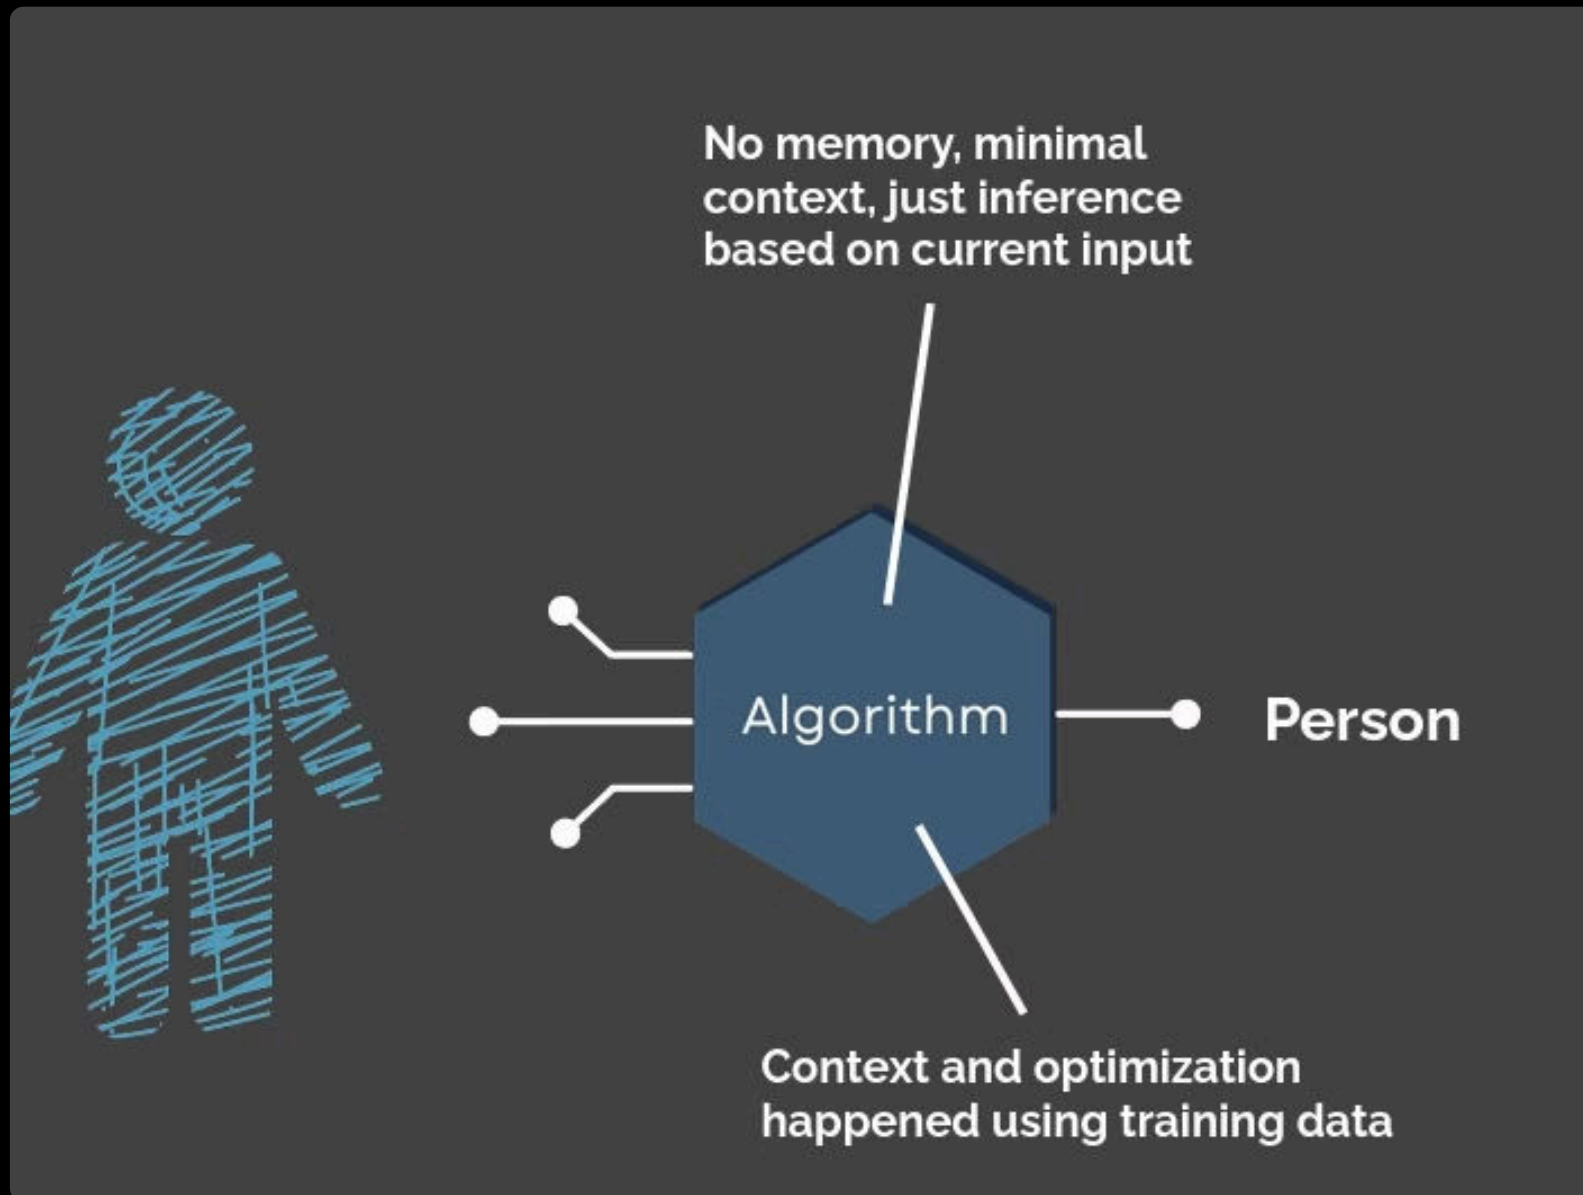 No memory, minimal
context, just inference
based on current input
Algorithm
Person
Context and optimization
happened using training data